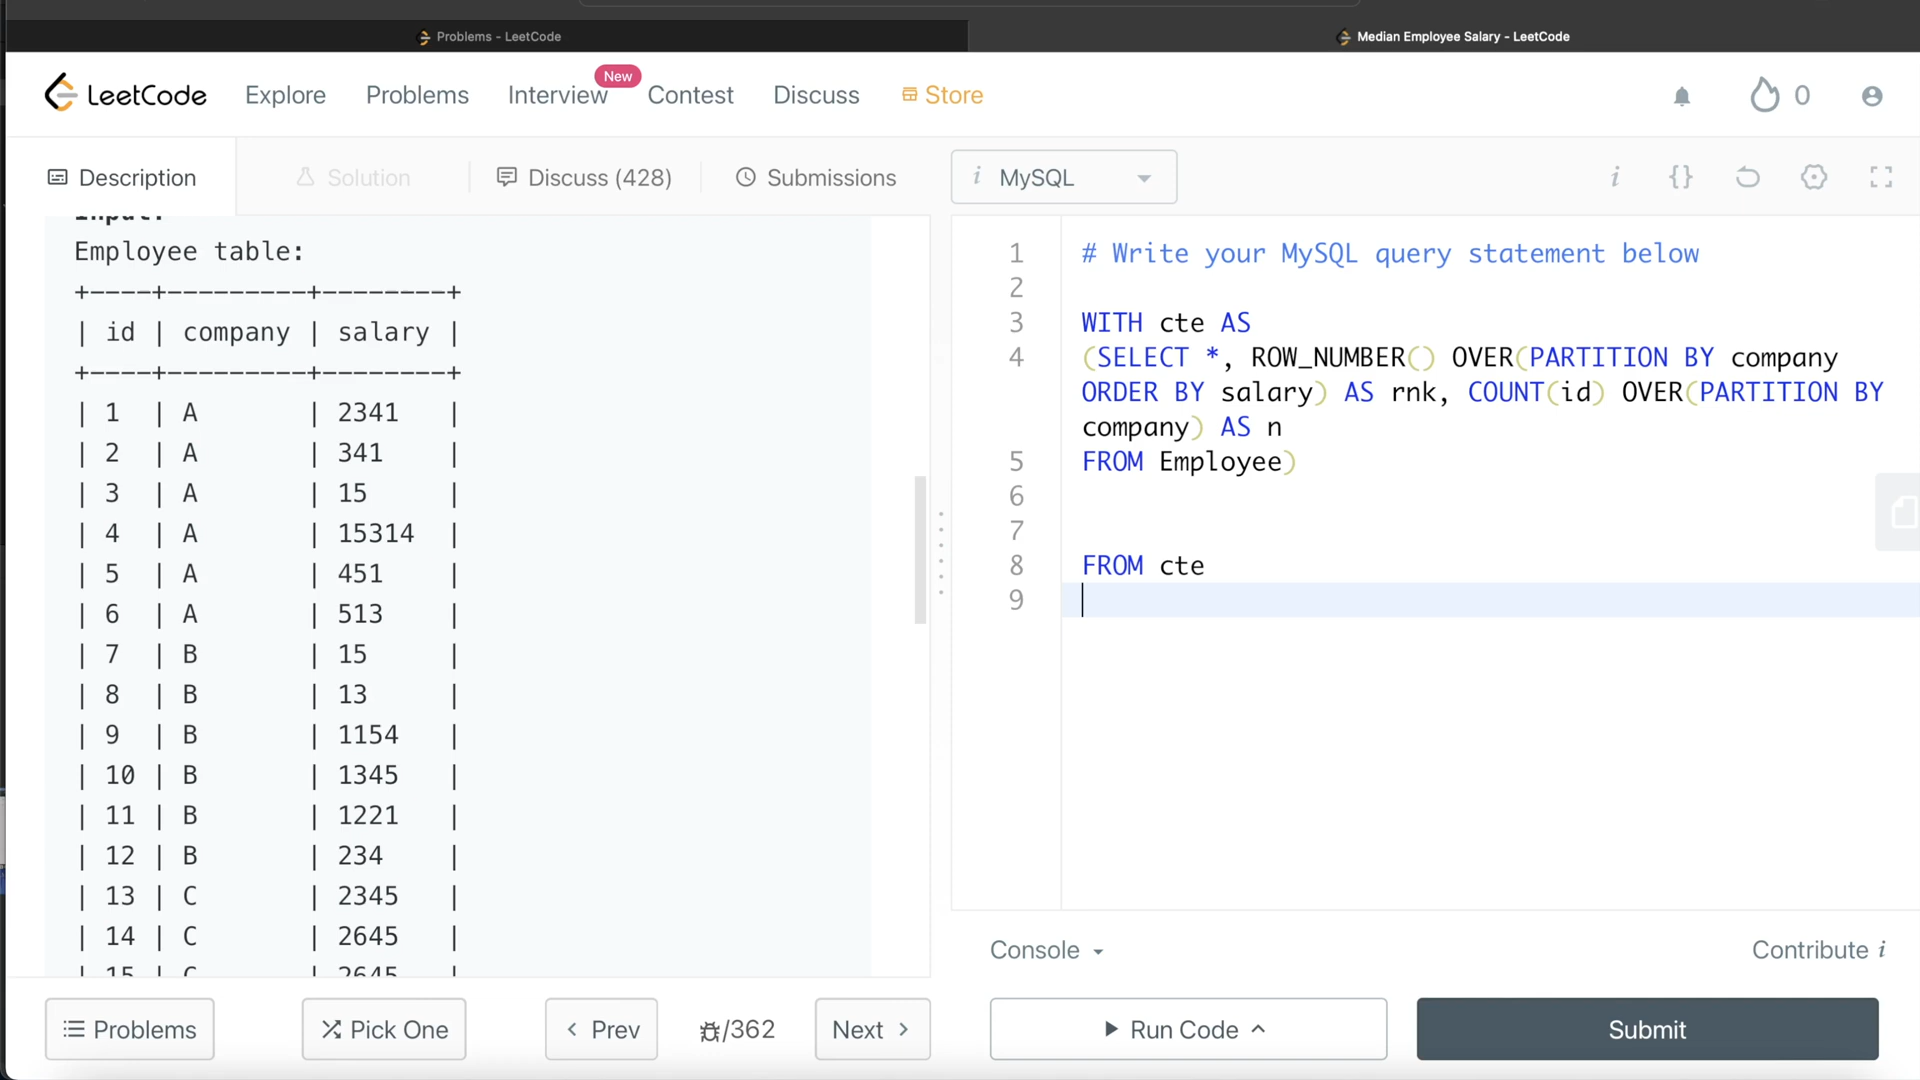 Problems - LeetCode
Median Employee Salary - LeetCode
LeetCode
Explore
Problems
Interview
New
Contest
Discuss
Store
0
Description
Solution
Discuss (428)
Submissions
i MySQL
i {}
Input:
Employee table:
+----+---------+--------+
| id | company | salary |
+----+---------+--------+
| 1 | A | 2341 |
| 2 | A | 341 |
| 3 | A | 15 |
| 4 | A | 15314 |
| 5 | A | 451 |
| 6 | A | 513 |
| 7 | B | 15 |
| 8 | B | 13 |
| 9 | B | 1154 |
| 10 | B | 1345 |
| 11 | B | 1221 |
| 12 | B | 234 |
| 13 | C | 2345 |
| 14 | C | 2645 |
| 15 | C | 2645 |
1 # Write your MySQL query statement below
2
3 WITH cte AS
4 (SELECT *, ROW_NUMBER() OVER(PARTITION BY company
ORDER BY salary) AS rnk, COUNT(id) OVER(PARTITION BY
company) AS n
5 FROM Employee)
6
7
8 FROM cte
9
Console
Contribute i
Problems
Pick One
< Prev
/362
Next >
Run Code
Submit